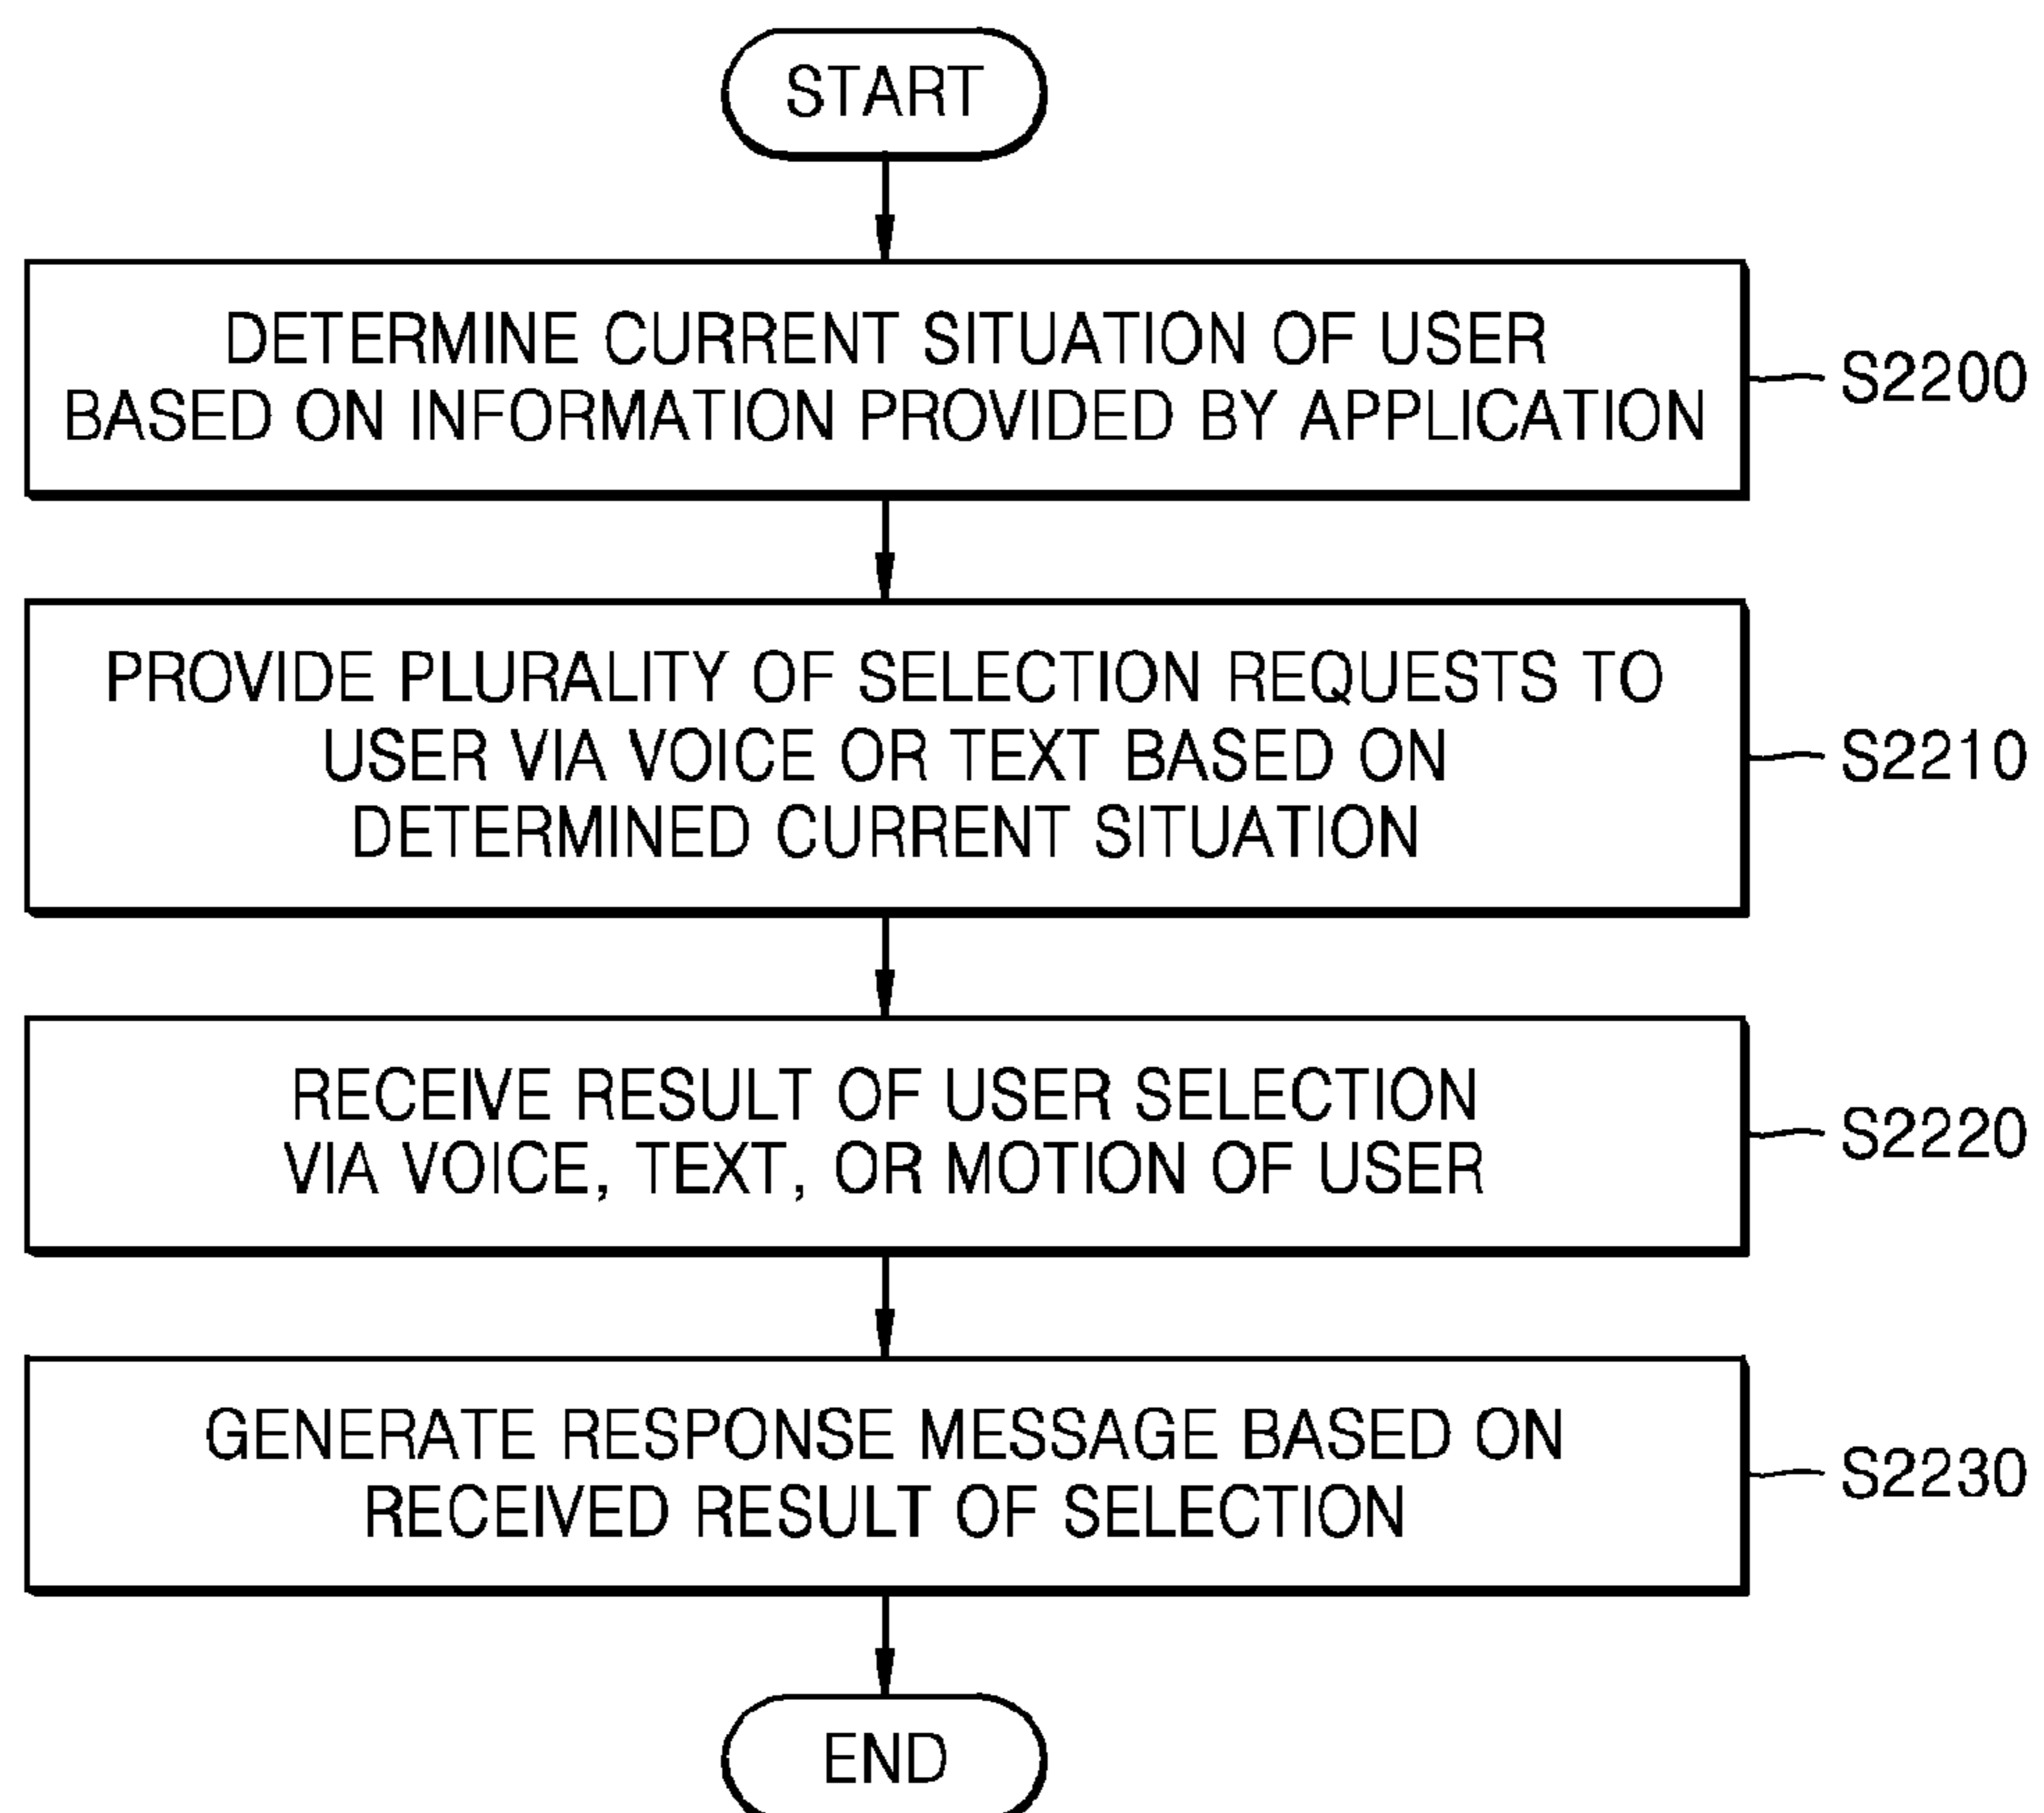 START
DETERMINE CURRENT SITUATION OF USER
BASED ON INFORMATION PROVIDED BY APPLICATION
S2200
PROVIDE PLURALITY OF SELECTION REQUESTS TO
USER VIA VOICE OR TEXT BASED ON
DETERMINED CURRENT SITUATION
S2210
RECEIVE RESULT OF USER SELECTION
VIA VOICE, TEXT, OR MOTION OF USER
S2220
GENERATE RESPONSE MESSAGE BASED ON
RECEIVED RESULT OF SELECTION
S2230
END